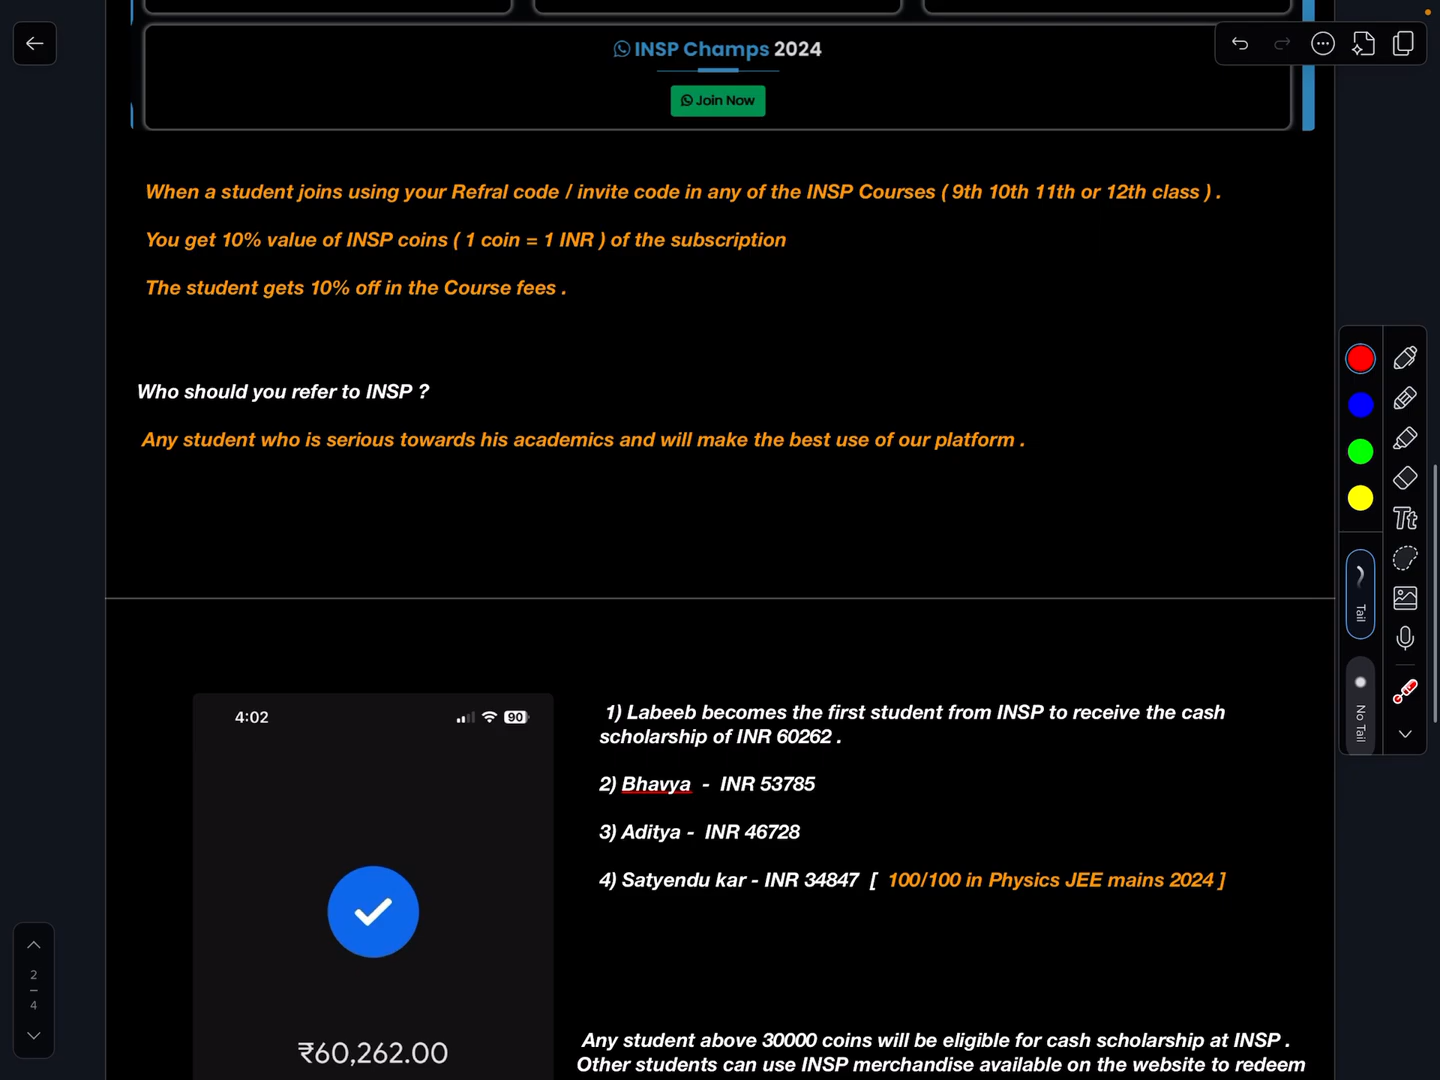 INSP Champs 2024
Join Now
When a student joins using your Refral code / invite code in any of the INSP Courses ( 9th 10th 11th or 12th class ) .
You get 10% value of INSP coins ( 1 coin = 1 INR ) of the subscription
The student gets 10% off in the Course fees .
Who should you refer to INSP ?
Any student who is serious towards his academics and will make the best use of our platform .
Tt
Tail
No Tail
4:02
90
1) Labeeb becomes the first student from INSP to receive the cash
scholarship of INR 60262 .
2) Bhavya - INR 53785
3) Aditya - INR 46728
4) Satyendu kar - INR 34847 [ 100/100 in Physics JEE mains 2024 ]
2
4
₹60,262.00
Any student above 30000 coins will be eligible for cash scholarship at INSP .
Other students can use INSP merchandise available on the website to redeem